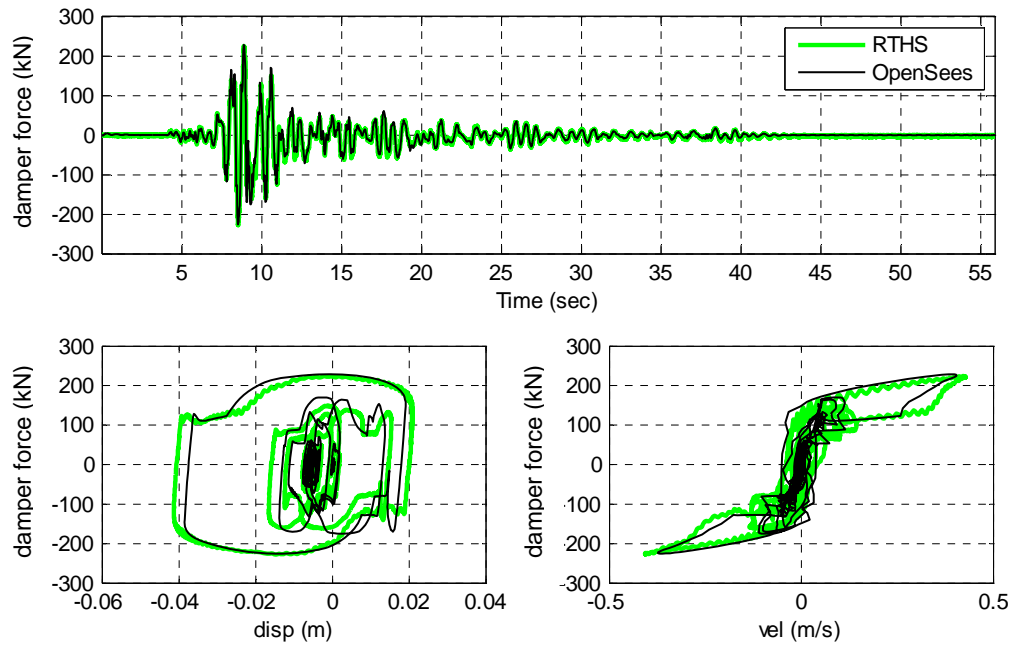 300
200
100
0
-100
-200
-300
damper force (kN)
RTHS
OpenSees
5 10 15 20 25 30 35 40 45 50 55
Time (sec)
300
200
100
0
-100
-200
-300
damper force (kN)
-0.06 -0.04 -0.02 0 0.02 0.04
disp (m)
300
200
100
0
-100
-200
-300
damper force (kN)
-0.5 0 0.5
vel (m/s)